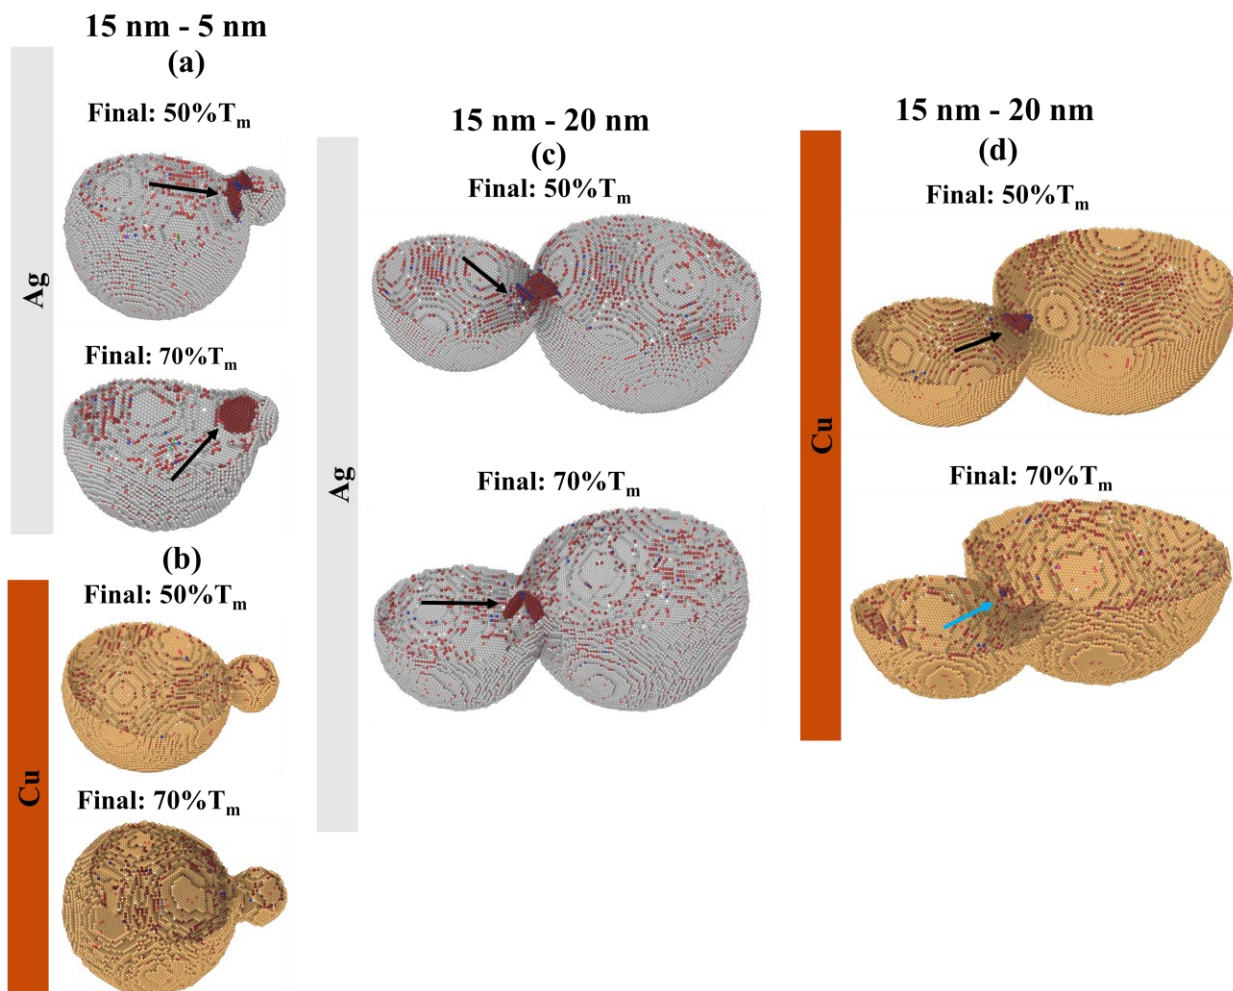 15 nm - 5 nm
(a)
Final: 50%Tm
Ag
Final: 70%Tm
(b)
Final: 50%Tm
Cu
Final: 70%Tm
15 nm - 20 nm
(c)
Final: 50%Tm
Ag
Final: 70%Tm
15 nm - 20 nm
(d)
Final: 50%Tm
Cu
Final: 70%Tm